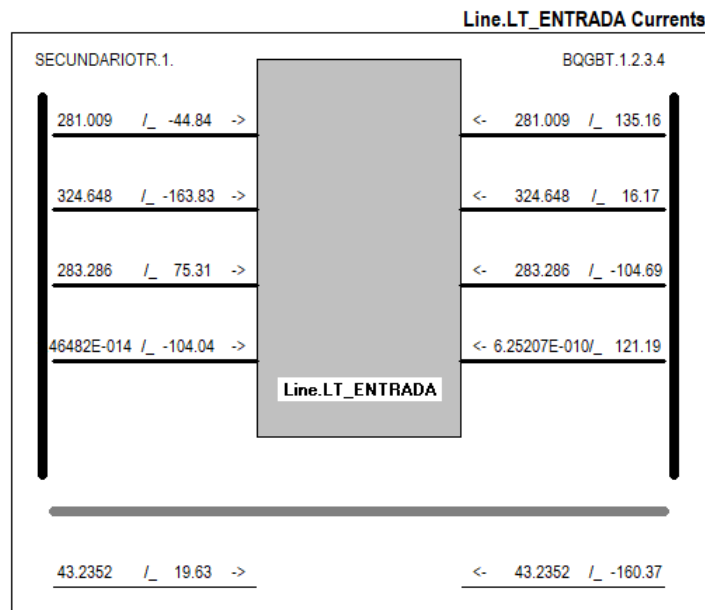 Line.LT_ENTRADA Currents
SECUNDARIOTR.1. BQGBT.1.2.3.4
281.009 /_ -44.84 -> <- 281.009 /_ 135.16
324.648 /_ -163.83 -> <- 324.648 /_ 16.17
283.286 /_ 75.31 -> <- 283.286 /_ -104.69
46482E-014 /_ -104.04 -> <- 6.25207E-010/_ 121.19
Line.LT_ENTRADA
43.2352 /_ 19.63 -> <- 43.2352 /_ -160.37